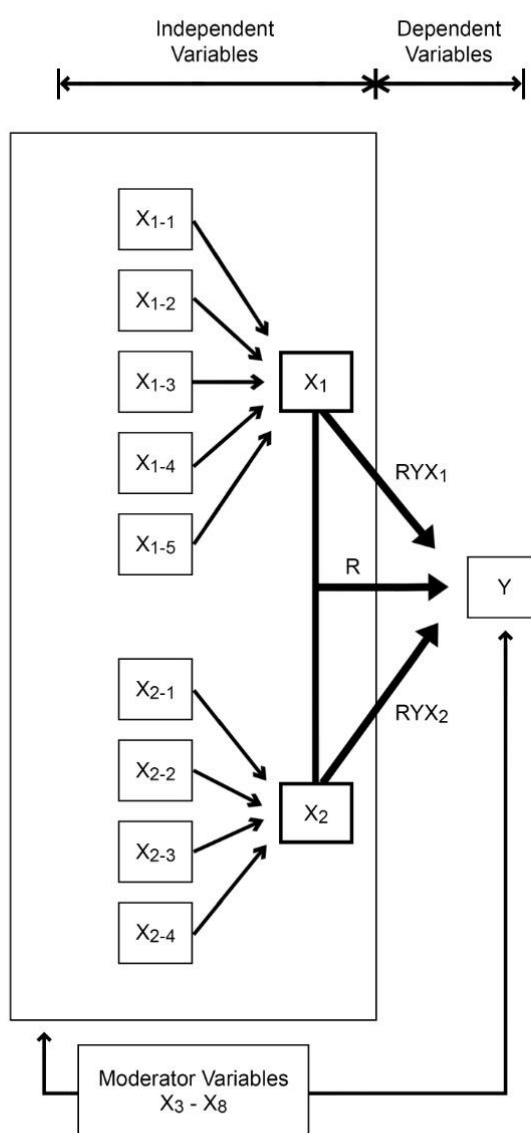 Independent
Variables
Dependent
Variables
X1-1
X1-2
X1-3
X1-4
X1-5
X1
RYX1
R
Y
X2-1
X2-2
X2-3
X2-4
X2
RYX2
Moderator Variables
X3 - X8